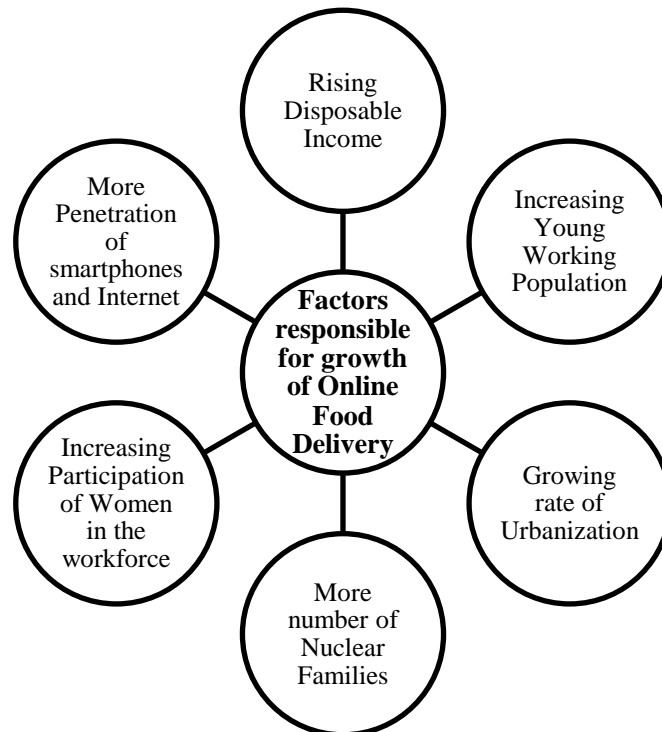 Rising
Disposable
Income
Increasing
Young
Working
Population
Growing
rate of
Urbanization
More
number of
Nuclear
Families
Increasing
Participation
of Women
in the
workforce
More
Penetration
of
smartphones
and Internet
Factors
responsible
for growth
of Online
Food
Delivery